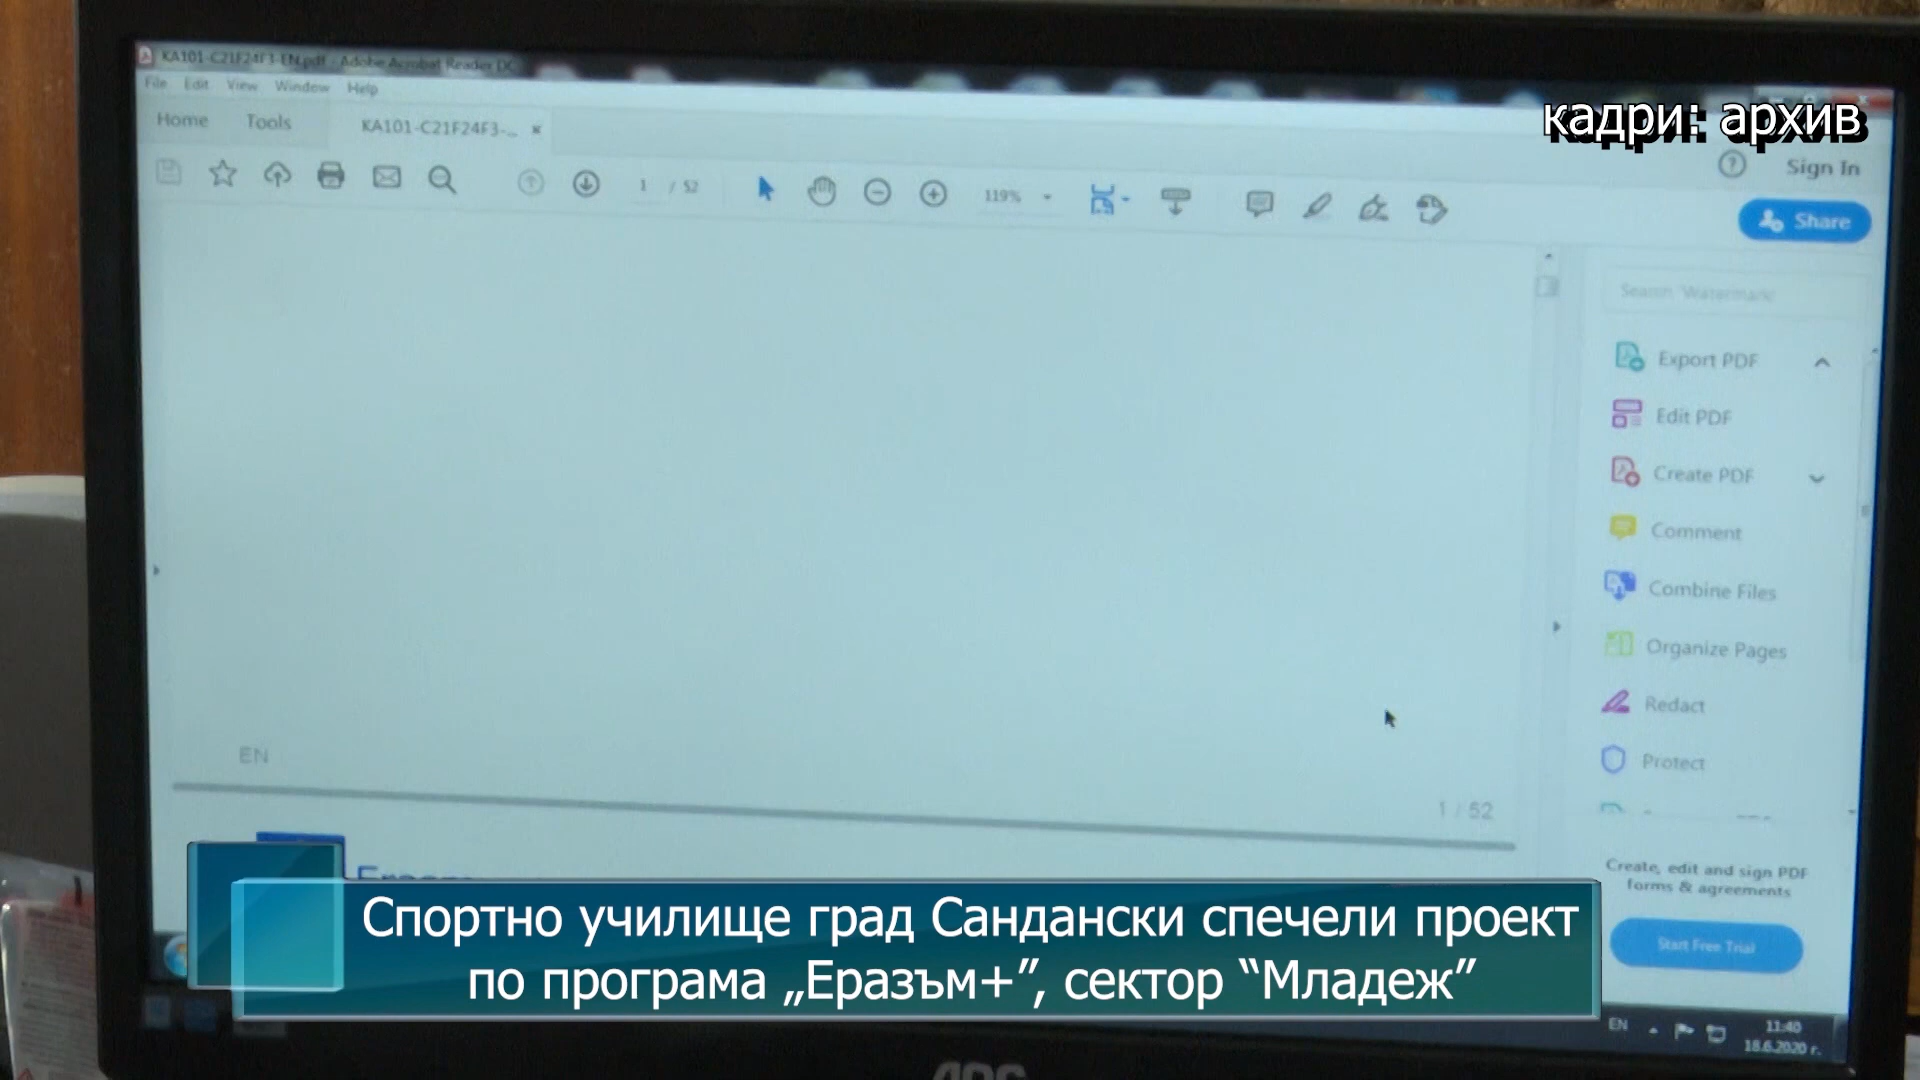 KA101-C21F24F3-EN.pdf - Adobe Acrobat Reader DC
File Edit View Window Help
кадри: архив
Home Tools KA101-C21F24F3-...
Sign In
1 / 52
119%
Share
Export PDF
Edit PDF
Create PDF
Comment
Combine Files
Organize Pages
Redact
Protect
EN
1 / 52
Create, edit and sign PDF
forms & agreements
Start Free Trial
Спортно училище град Сандански спечели проект
по програма „Еразъм+”, сектор “Младеж”
EN
11:40
18.6.2020 г.
AOC